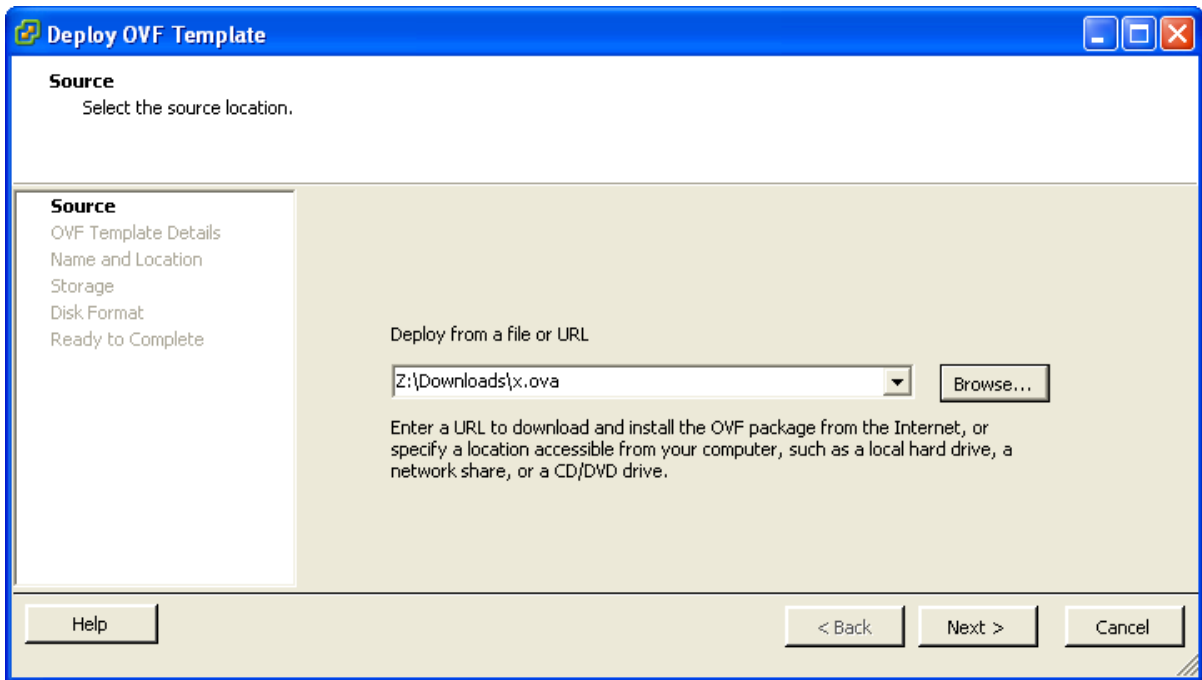 Deploy OVF Template
Source
Select the source location.
Source
OVF Template Details
Name and Location
Storage
Disk Format
Ready to Complete
Deploy from a file or URL
Z:\Downloads\x.ova
Browse...
Enter a URL to download and install the OVF package from the Internet, or
specify a location accessible from your computer, such as a local hard drive, a
network share, or a CD/DVD drive.
Help
< Back
Next >
Cancel